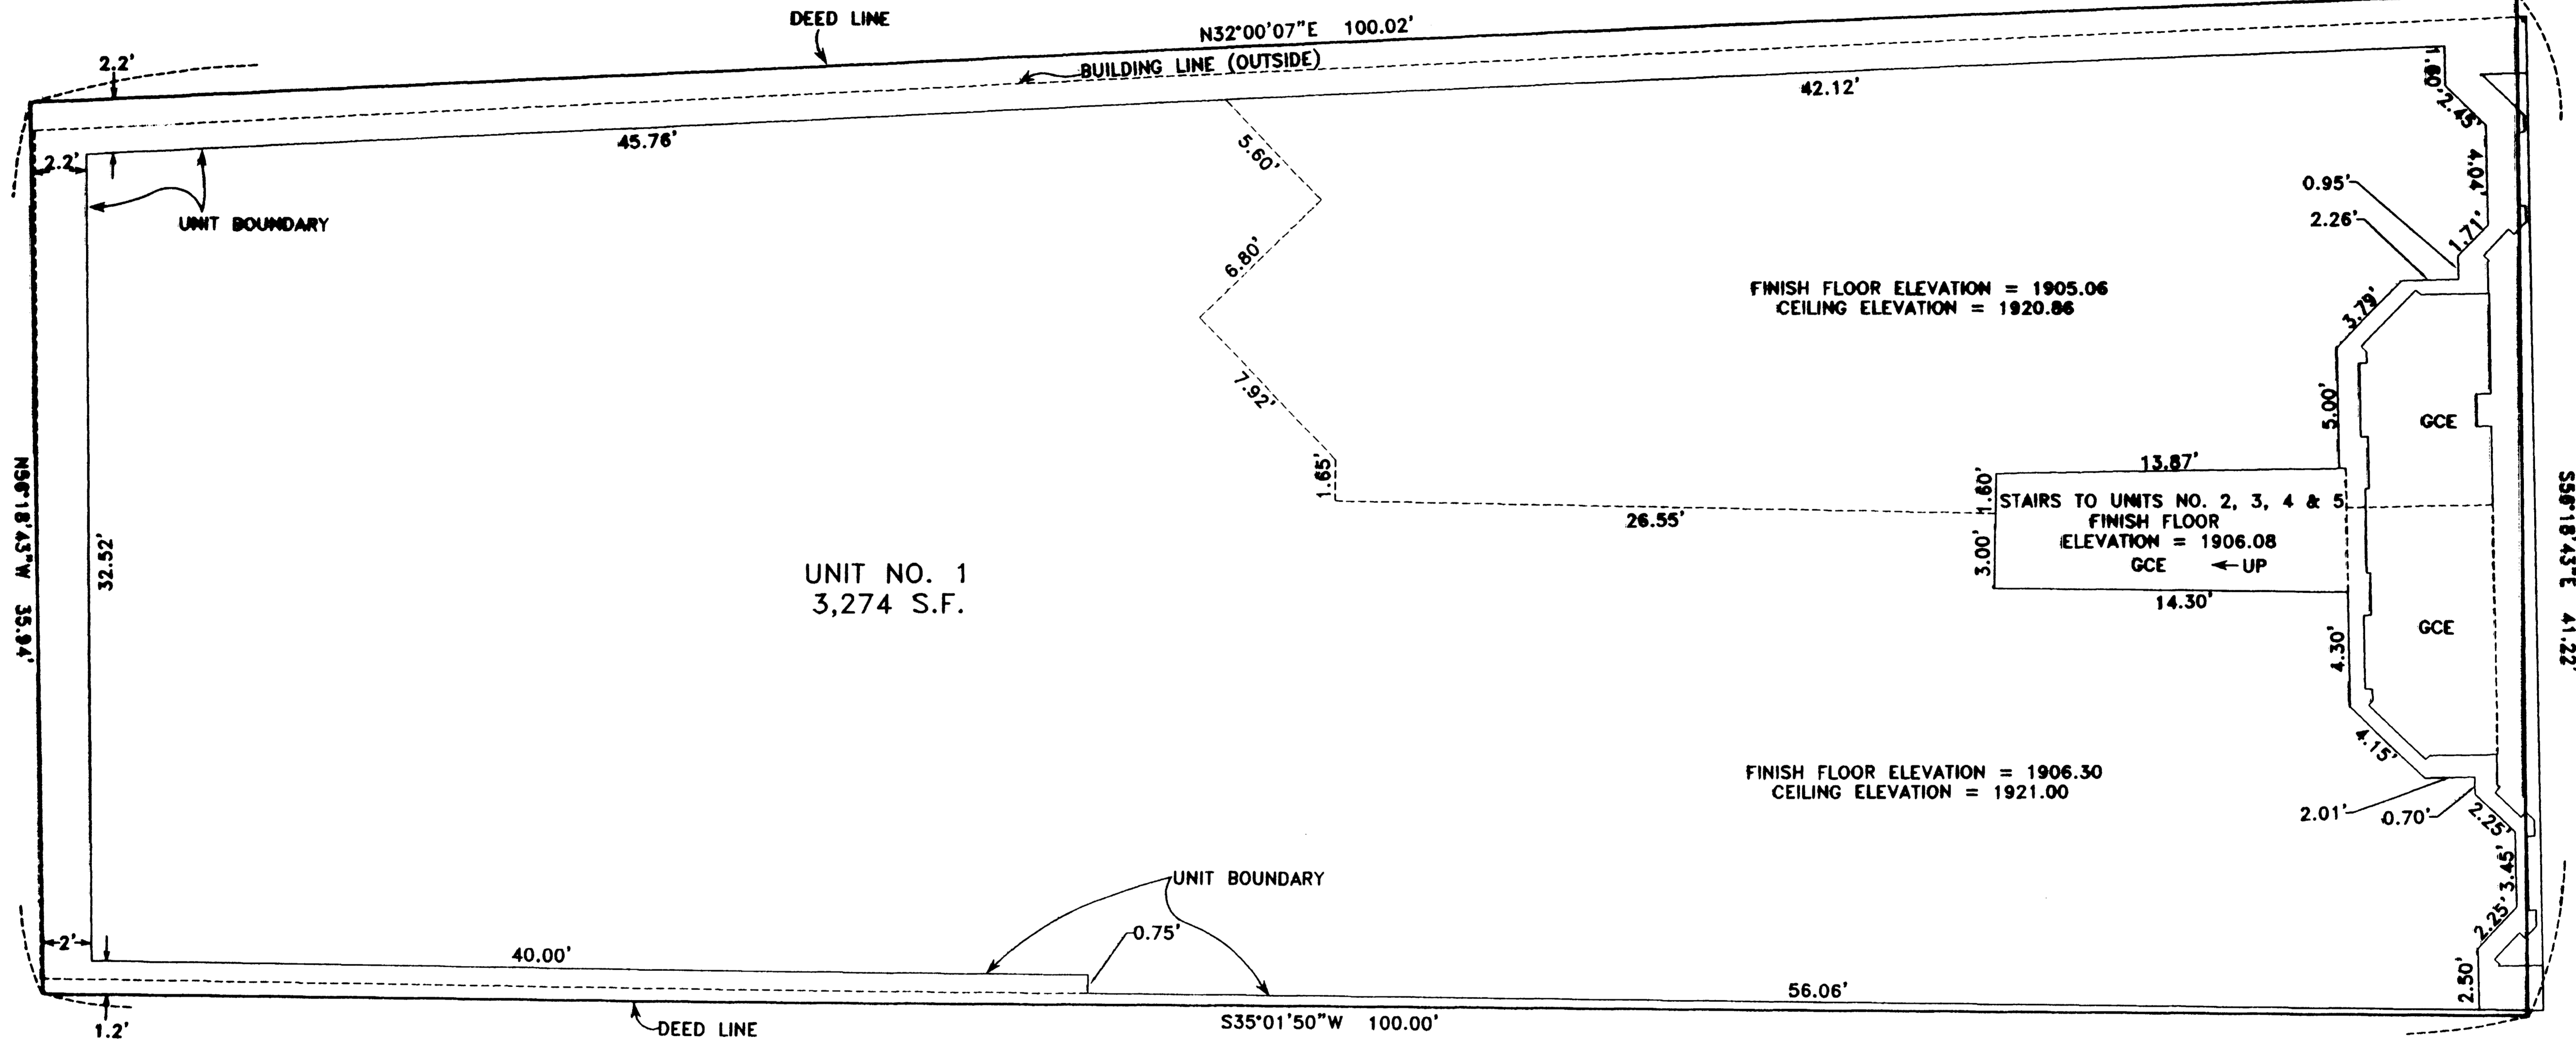 DEED LINE
N32°00'07"E 100.02'
BUILDING LINE (OUTSIDE)
2.2'
2.2'
45.76'
42.12'
UNIT BOUNDARY
5.60'
6.80'
7.92'
1.65'
26.55'
2.45'
4.04'
0.95'
2.26'
1.71'
3.79'
5.00'
FINISH FLOOR ELEVATION = 1905.06
CEILING ELEVATION = 1920.86
GCE
13.87'
1.60'
3.00'
STAIRS TO UNITS NO. 2, 3, 4 & 5
FINISH FLOOR
ELEVATION = 1906.08
GCE ←UP
14.30'
GCE
4.30'
N56°18'43"W 35.94'
32.52'
S56°18'43"E 41.22'
UNIT NO. 1
3,274 S.F.
4.15'
FINISH FLOOR ELEVATION = 1906.30
CEILING ELEVATION = 1921.00
2.01'
0.70'
2.25'
3.45'
2.25'
2.50'
UNIT BOUNDARY
0.75'
2'
40.00'
56.06'
1.2'
DEED LINE
S35°01'50"W 100.00'